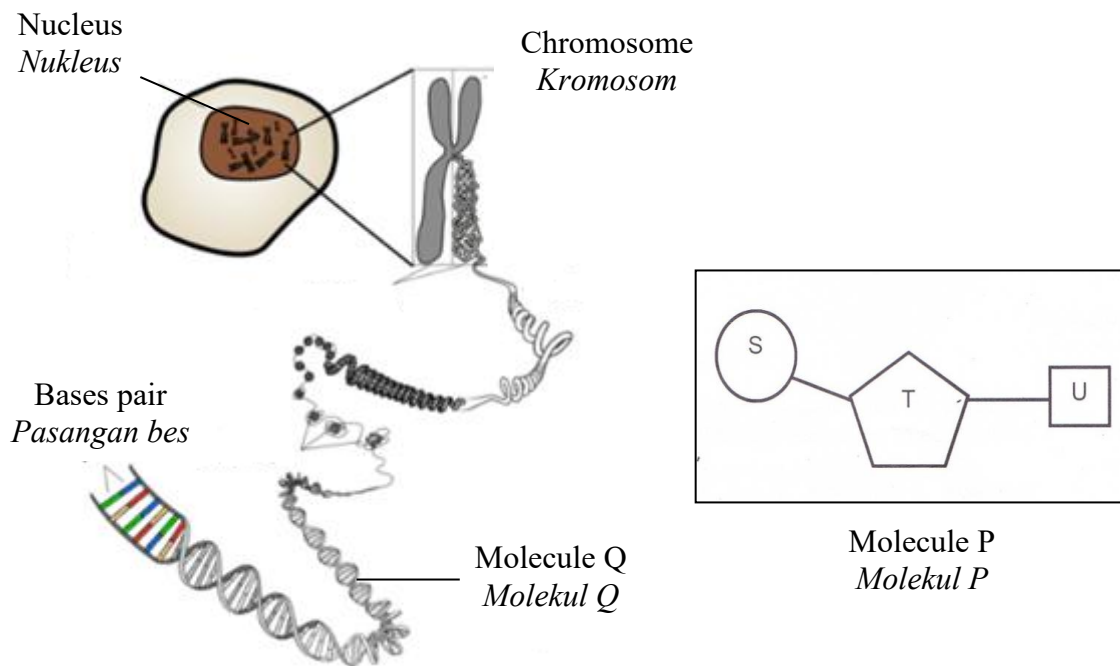 Nucleus
Nukleus
Chromosome
Kromosom
Bases pair
Pasangan bes
Molecule Q
Molekul Q
S
T
U
Molecule P
Molekul P